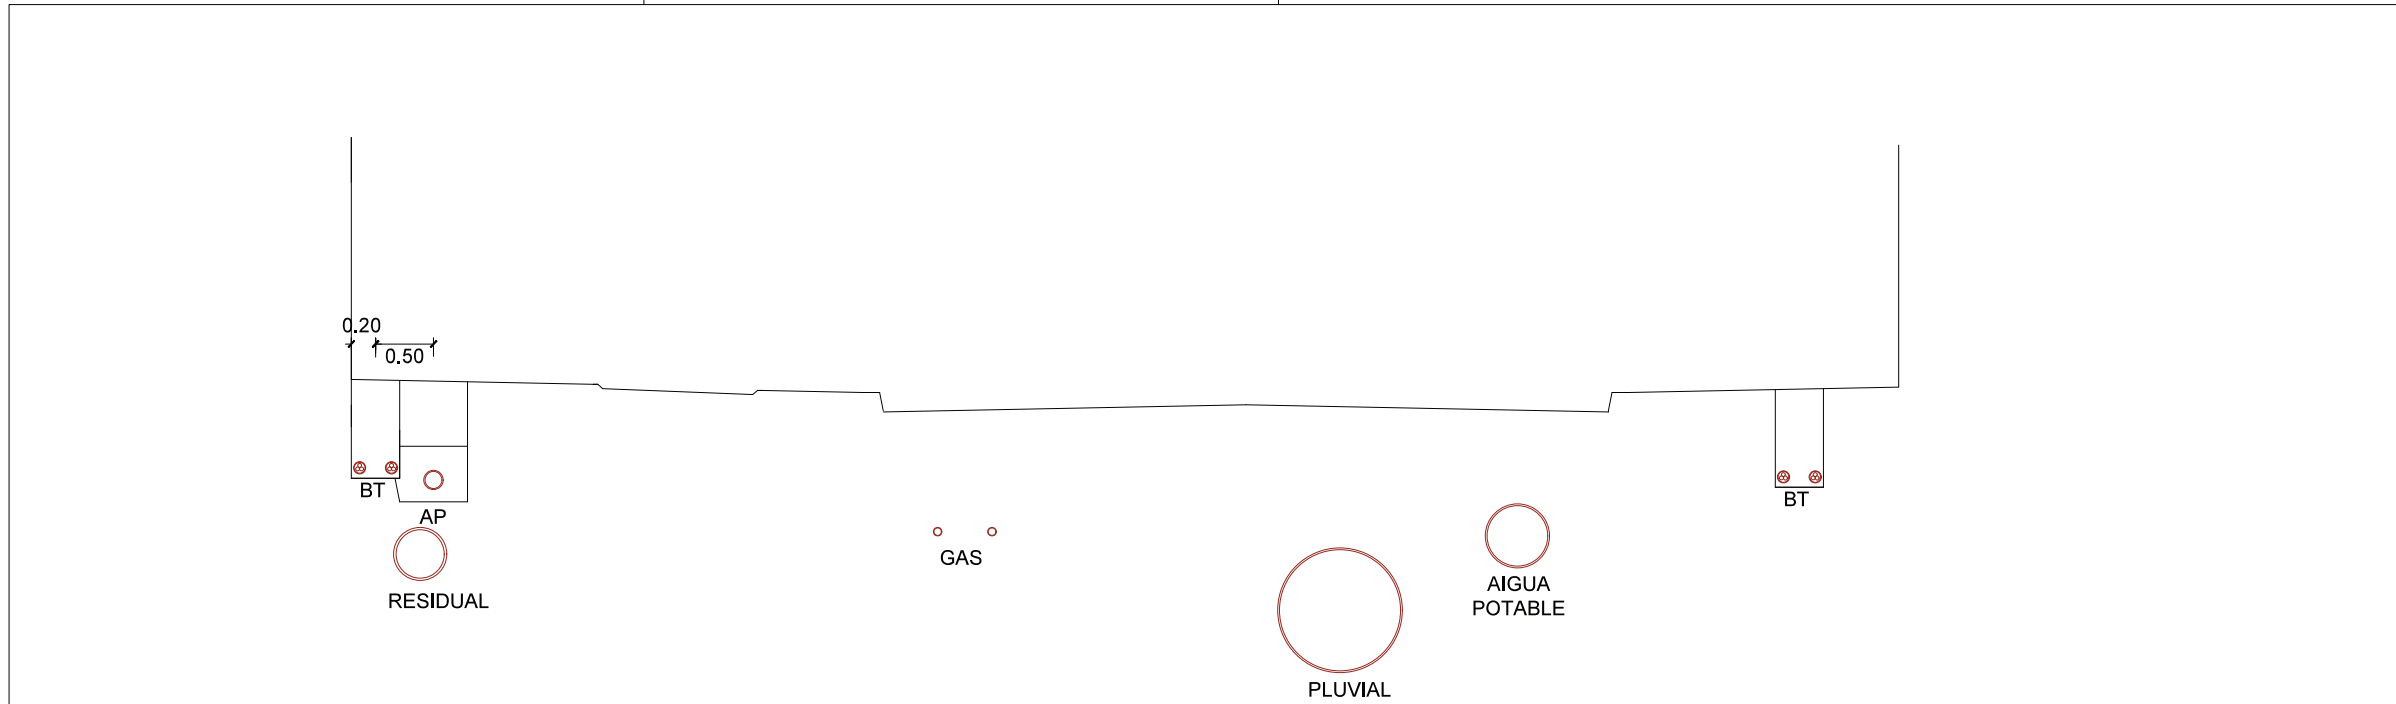 0.20
0.50
BT
AP
RESIDUAL
GAS
PLUVIAL
AIGUA
POTABLE
BT